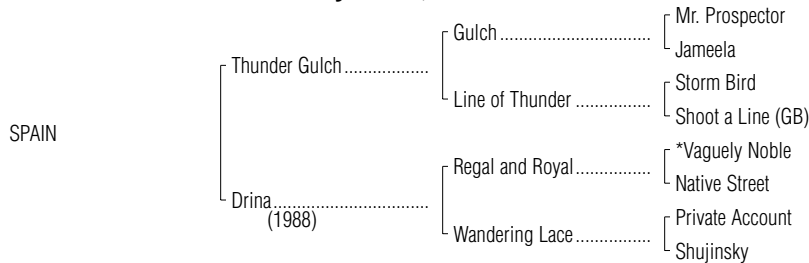 Mr. Prospector
Gulch
Jameela
Thunder Gulch
Storm Bird
Line of Thunder
Shoot a Line (GB)
SPAIN
*Vaguely Noble
Regal and Royal
Native Street
Drina
(1988)
Private Account
Wandering Lace
Shujinsky